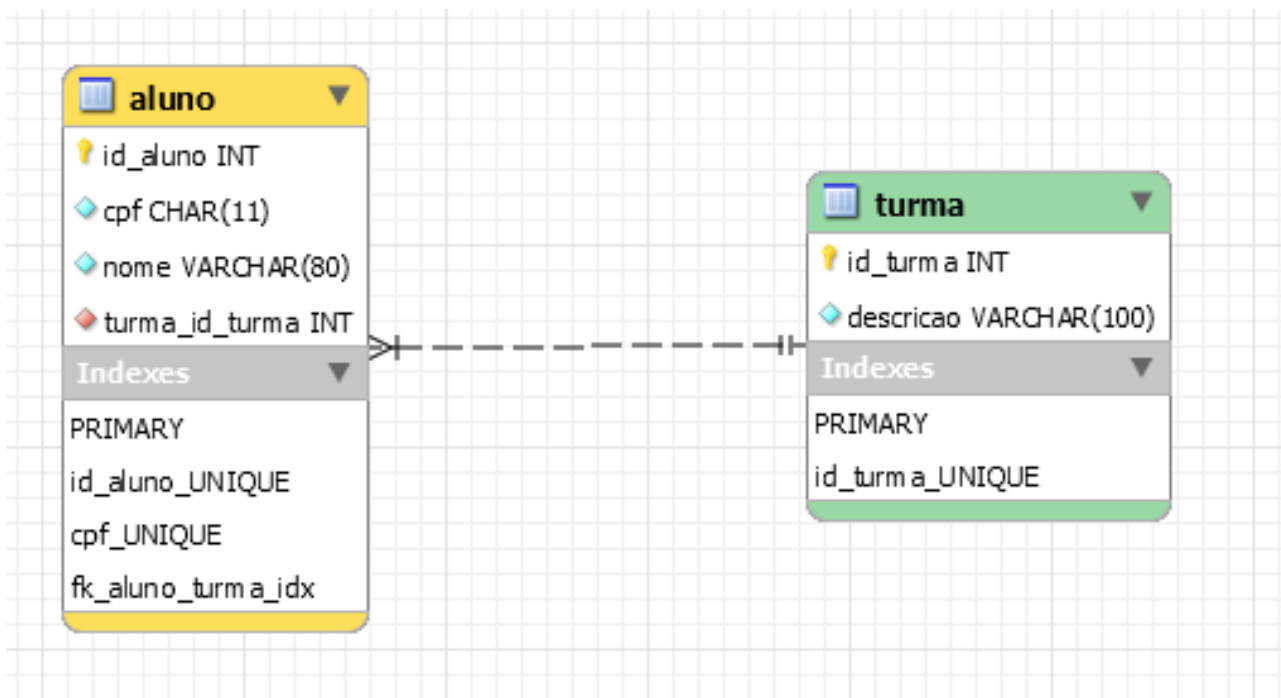 aluno
id_aluno INT
cpf CHAR(11)
nome VARCHAR(80)
turma_id_turma INT
Indexes
PRIMARY
id_aluno_UNIQUE
cpf_UNIQUE
fk_aluno_turma_idx
turma
id_turma INT
descricao VARCHAR(100)
Indexes
PRIMARY
id_turma_UNIQUE